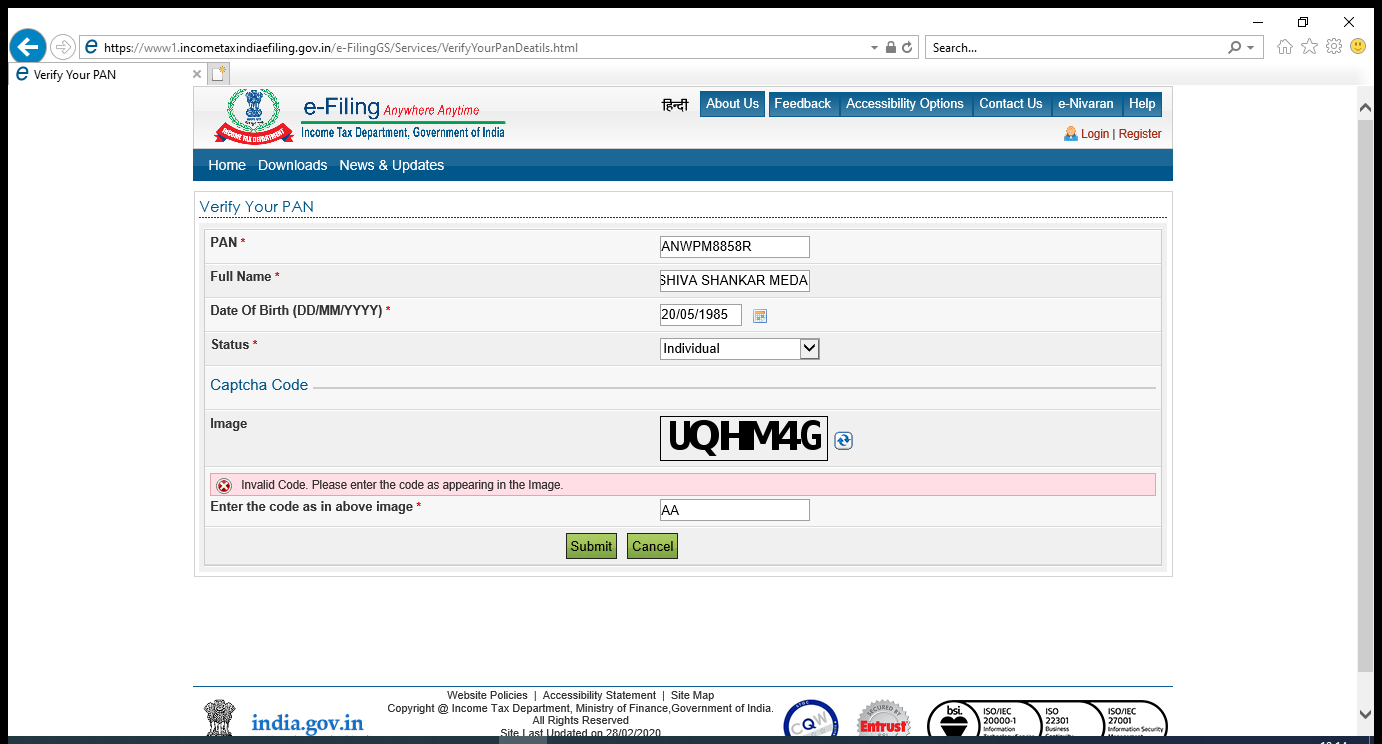 https://www1.incometaxindiaefiling.gov.in/e-FilingGS/Services/VerifyYourPanDeatils.html
Search...
Verify Your PAN
e-Filing Anywhere Anytime
Income Tax Department, Government of India
INCOME TAX DEPARTMENT
हिन्दी About Us Feedback Accessibility Options Contact Us e-Nivaran Help
Login | Register
Home Downloads News & Updates
Verify Your PAN
PAN * ANWPM8858R
Full Name * SHIVA SHANKAR MEDA
Date Of Birth (DD/MM/YYYY) * 20/05/1985
Status * Individual
Captcha Code
Image UQHM4G
Invalid Code. Please enter the code as appearing in the Image.
Enter the code as in above image * AA
Submit Cancel
Website Policies | Accessibility Statement | Site Map
Copyright @ Income Tax Department, Ministry of Finance,Government of India.
All Rights Reserved
Site Last Updated on 28/02/2020
india.gov.in
STQC
CQW
SECURED BY
Entrust
bsi.
ISO/IEC
20000-1
Information
ISO
22301
Business
Continuity
ISO/IEC
27001
Information Security